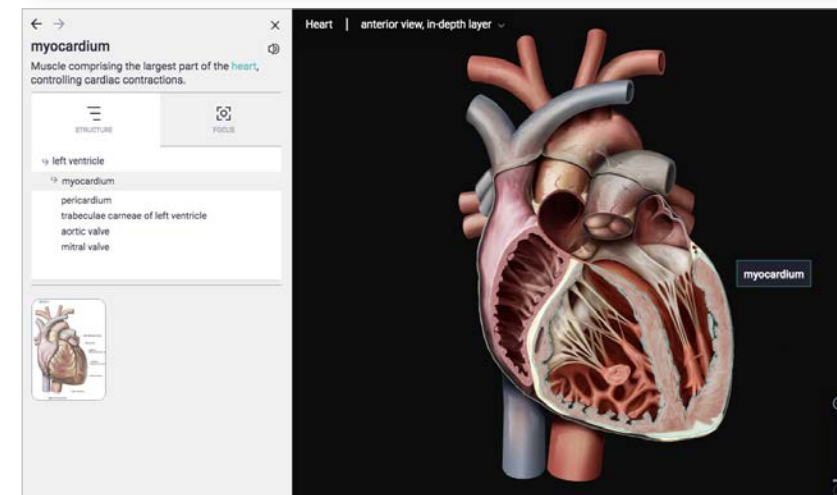 myocardium
Muscle comprising the largest part of the heart,
controlling cardiac contractions.
STRUCTURE
FOCUS
left ventricle
myocardium
pericardium
trabeculae carneae of left ventricle
aortic valve
mitral valve
Heart | anterior view, in-depth layer
myocardium